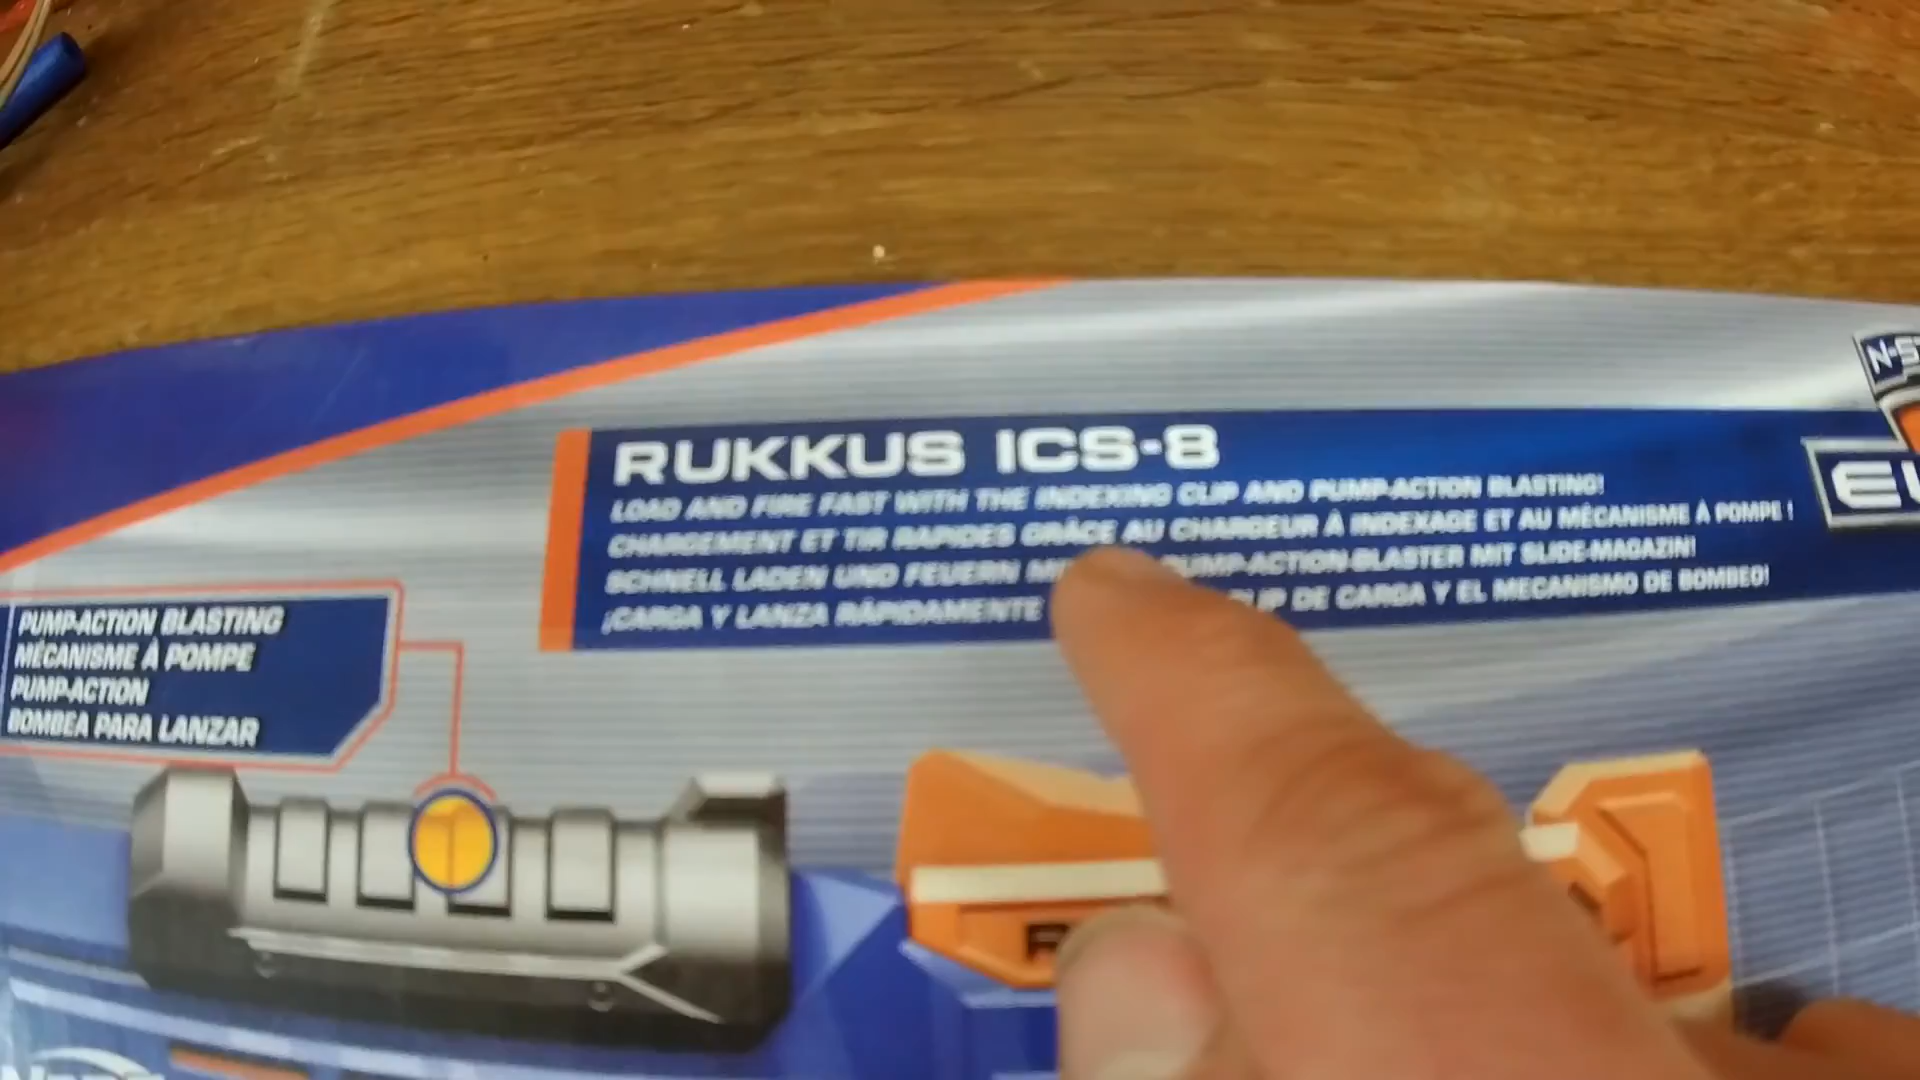 N-S
RUKKUS ICS-8
LOAD AND FIRE FAST WITH THE INDEXING CLIP AND PUMP-ACTION BLASTING!
CHARGEMENT ET TIR RAPIDES GRÂCE AU CHARGEUR À INDEXAGE ET AU MÉCANISME À POMPE !
SCHNELL LADEN UND FEUERN PUMP-ACTION-BLASTER MIT SLIDE-MAGAZIN!
¡CARGA Y LANZA RÁPIDAMENTE CLIP DE CARGA Y EL MECANISMO DE BOMBEO!
PUMP-ACTION BLASTING
MÉCANISME À POMPE
PUMP-ACTION
BOMBEA PARA LANZAR